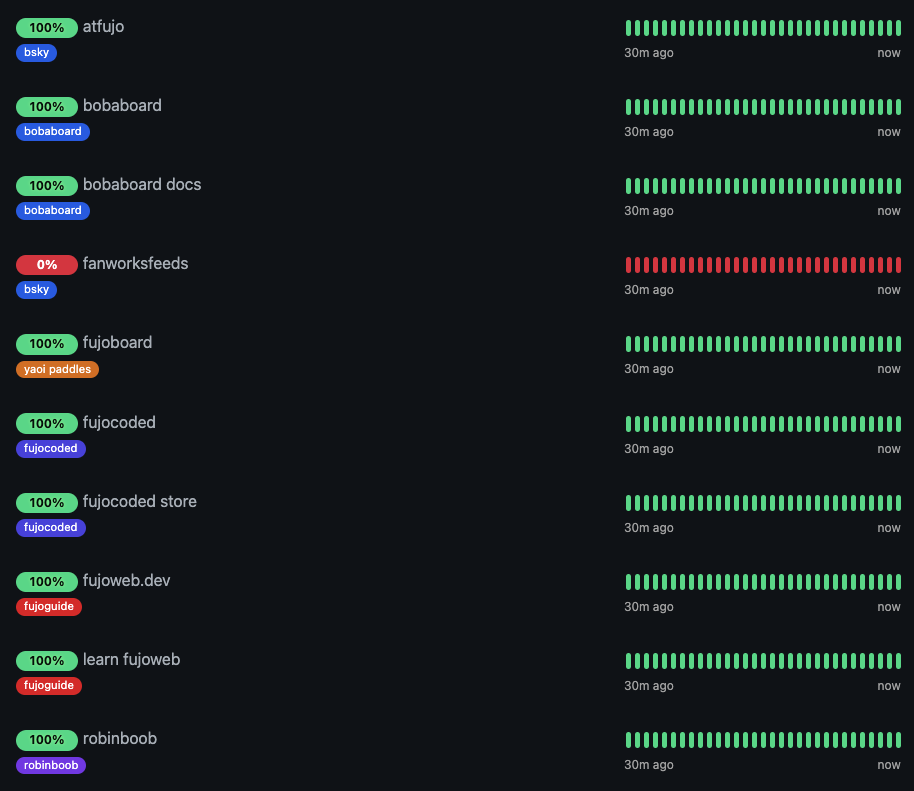 100% atfujo
bsky
30m ago now
100% bobaboard
bobaboard
30m ago now
100% bobaboard docs
bobaboard
30m ago now
0% fanworksfeeds
bsky
30m ago now
100% fujoboard
yaoi paddles
30m ago now
100% fujocoded
fujocoded
30m ago now
100% fujocoded store
fujocoded
30m ago now
100% fujoweb.dev
fujoguide
30m ago now
100% learn fujoweb
fujoguide
30m ago now
100% robinboob
robinboob
30m ago now